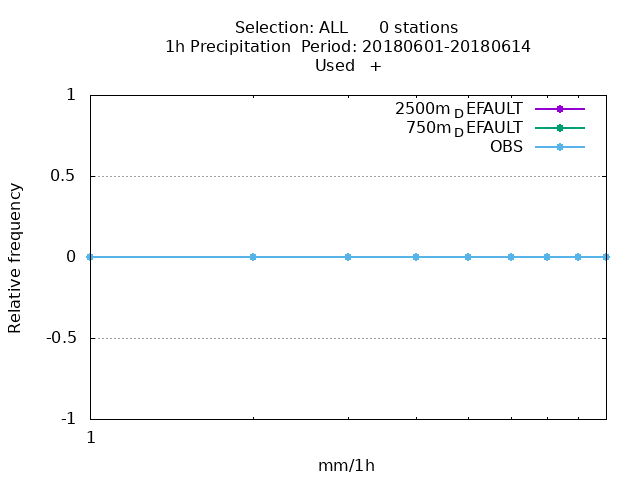 Selection: ALL 0 stations
1h Precipitation Period: 20180601-20180614
Used +
1
2500m DEFAULT
750m DEFAULT
OBS
0.5
0
-0.5
-1
1
Relative frequency
mm/1h